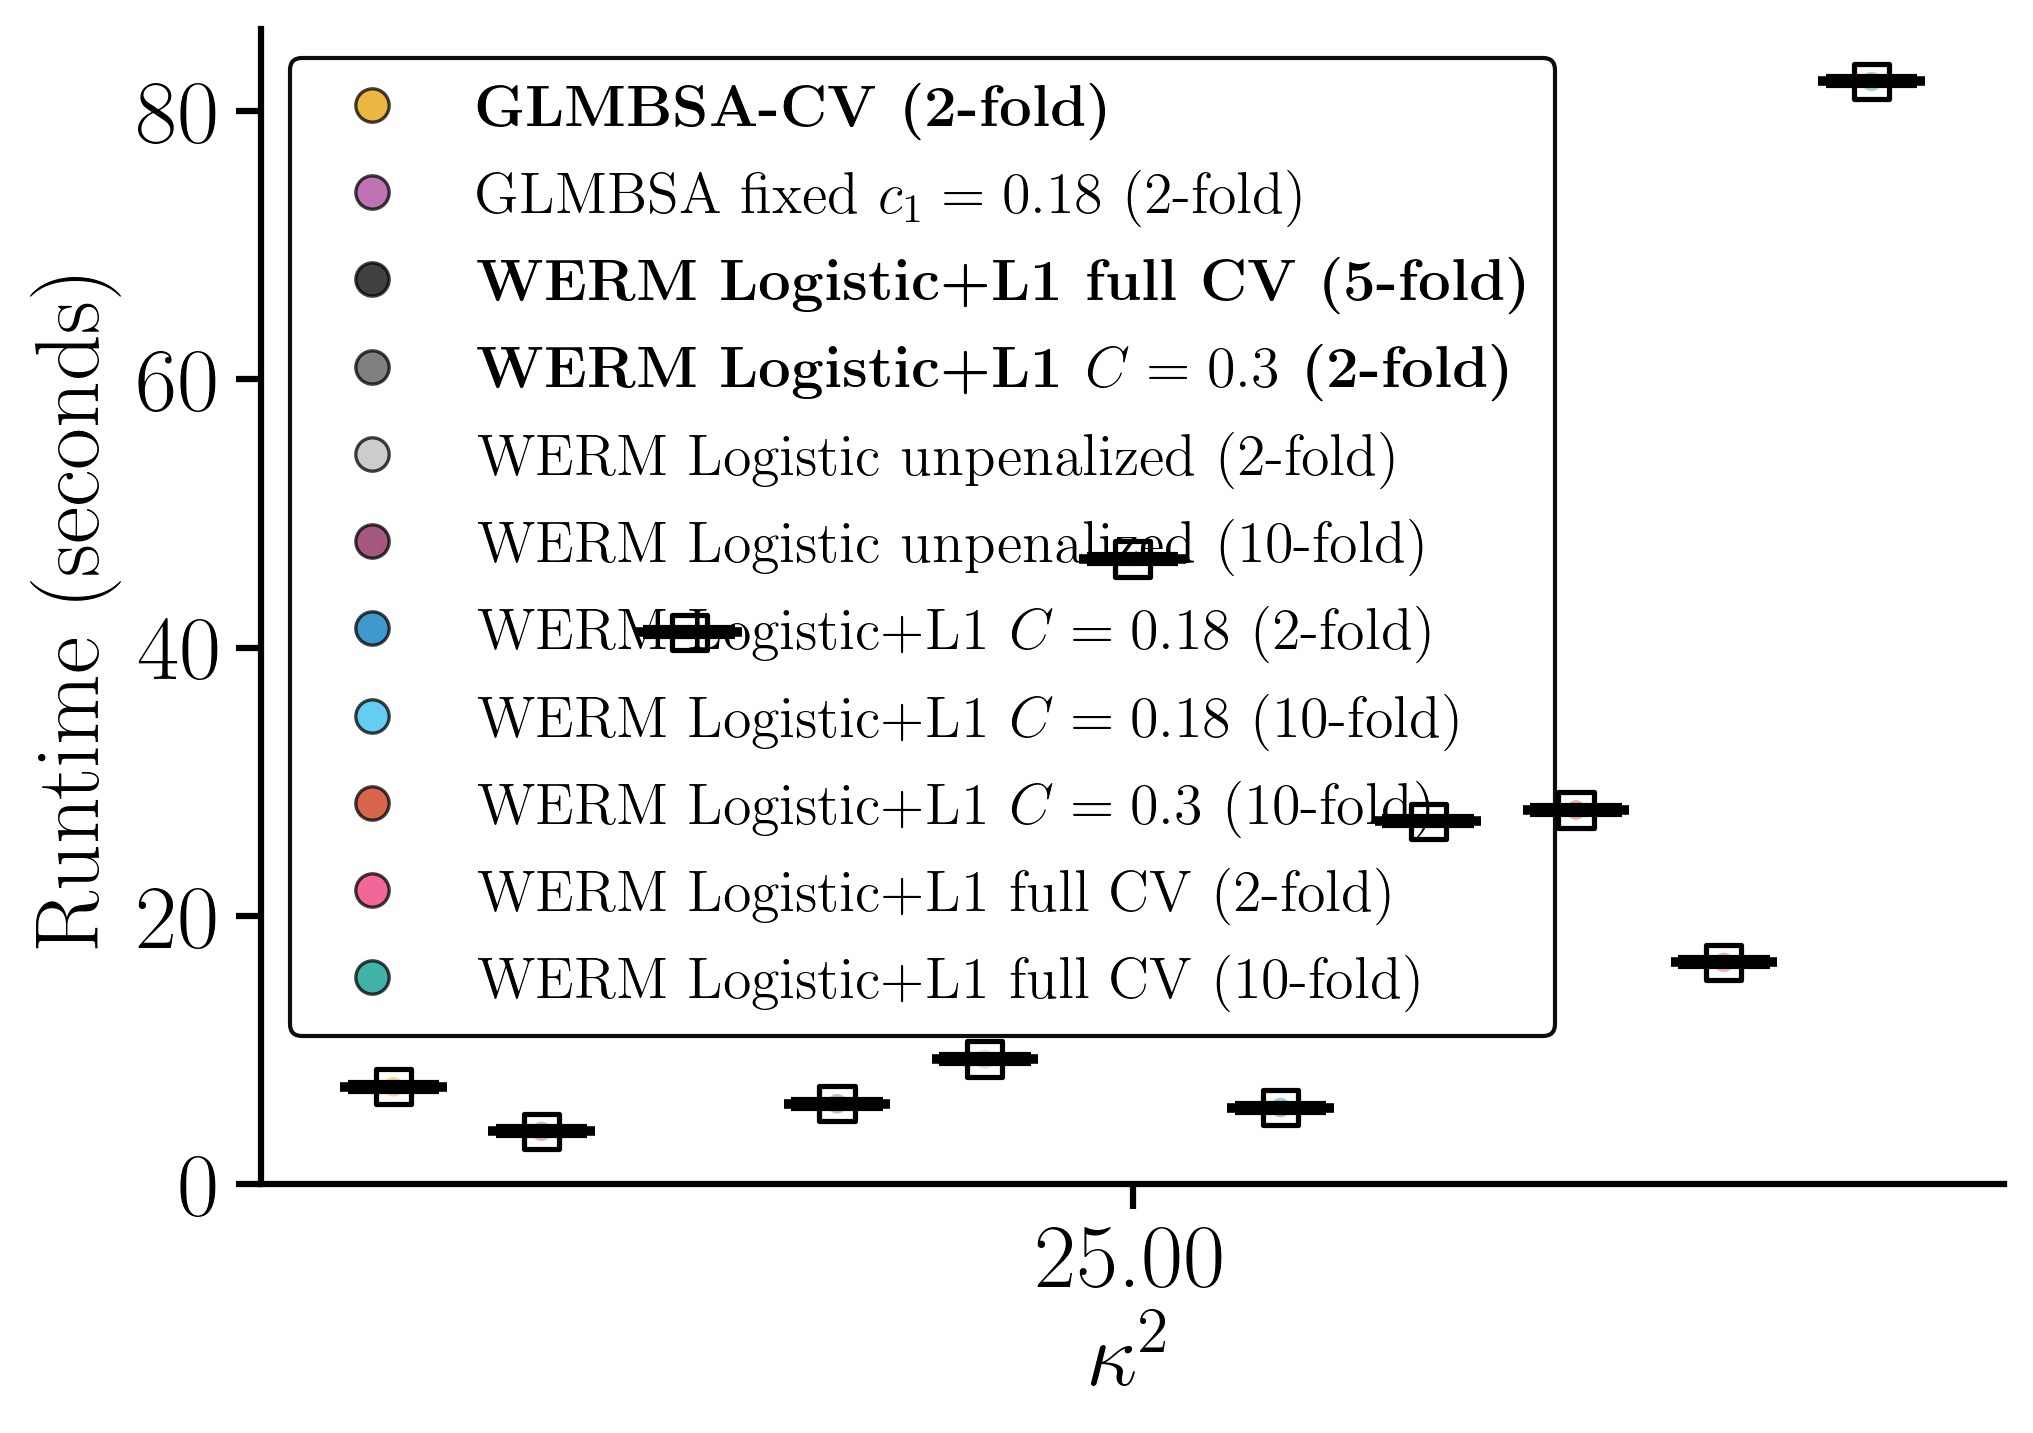 80
60
40
20
0
Runtime (seconds)
GLMBSA-CV (2-fold)
GLMBSA fixed c₁ = 0.18 (2-fold)
WERM Logistic+L1 full CV (5-fold)
WERM Logistic+L1 C = 0.3 (2-fold)
WERM Logistic unpenalized (2-fold)
WERM Logistic unpenalized (10-fold)
WERM Logistic+L1 C = 0.18 (2-fold)
WERM Logistic+L1 C = 0.18 (10-fold)
WERM Logistic+L1 C = 0.3 (10-fold)
WERM Logistic+L1 full CV (2-fold)
WERM Logistic+L1 full CV (10-fold)
25.00
κ²